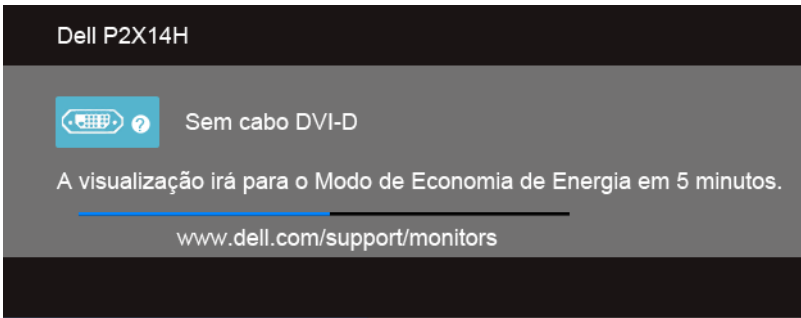 Dell P2X14H
Sem cabo DVI-D
A visualização irá para o Modo de Economia de Energia em 5 minutos.
www.dell.com/support/monitors